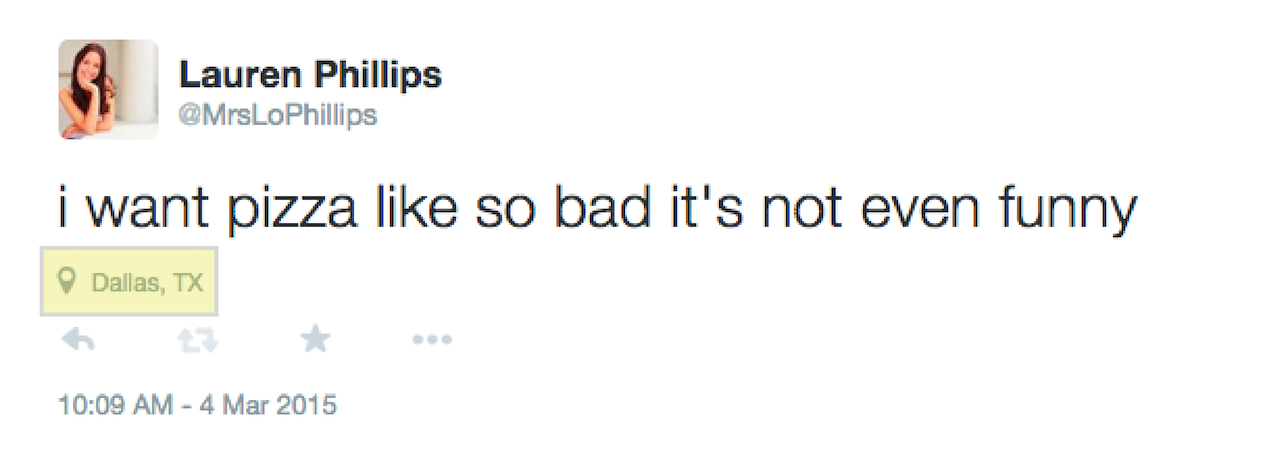 Lauren Phillips
@MrsLoPhillips
i want pizza like so bad it's not even funny
Dallas, TX
10:09 AM - 4 Mar 2015